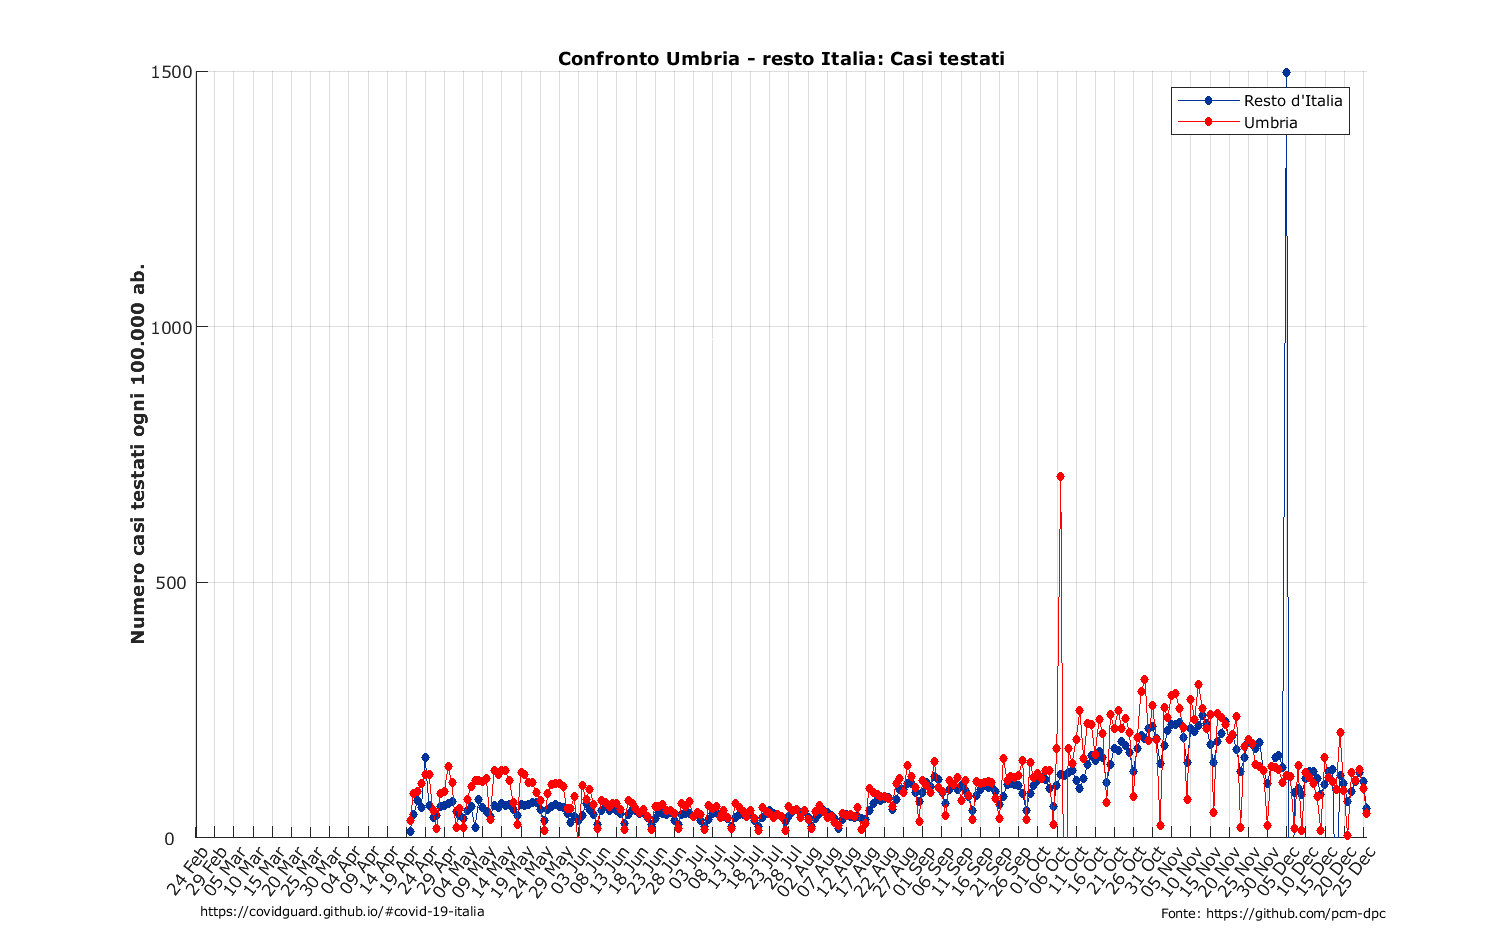 Confronto Umbria - resto Italia: Casi testati
Resto d'Italia
Umbria
Numero casi testati ogni 100.000 ab.
1500
1000
500
0
24 Feb
29 Feb
05 Mar
10 Mar
15 Mar
20 Mar
25 Mar
30 Mar
04 Apr
09 Apr
14 Apr
19 Apr
24 Apr
29 Apr
04 May
09 May
14 May
19 May
24 May
29 May
03 Jun
08 Jun
13 Jun
18 Jun
23 Jun
28 Jun
03 Jul
08 Jul
13 Jul
18 Jul
23 Jul
28 Jul
02 Aug
07 Aug
12 Aug
17 Aug
22 Aug
27 Aug
01 Sep
06 Sep
11 Sep
16 Sep
21 Sep
26 Sep
01 Oct
06 Oct
11 Oct
16 Oct
21 Oct
26 Oct
31 Oct
05 Nov
10 Nov
15 Nov
20 Nov
25 Nov
30 Nov
05 Dec
10 Dec
15 Dec
20 Dec
25 Dec
https://covidguard.github.io/#covid-19-italia
Fonte: https://github.com/pcm-dpc